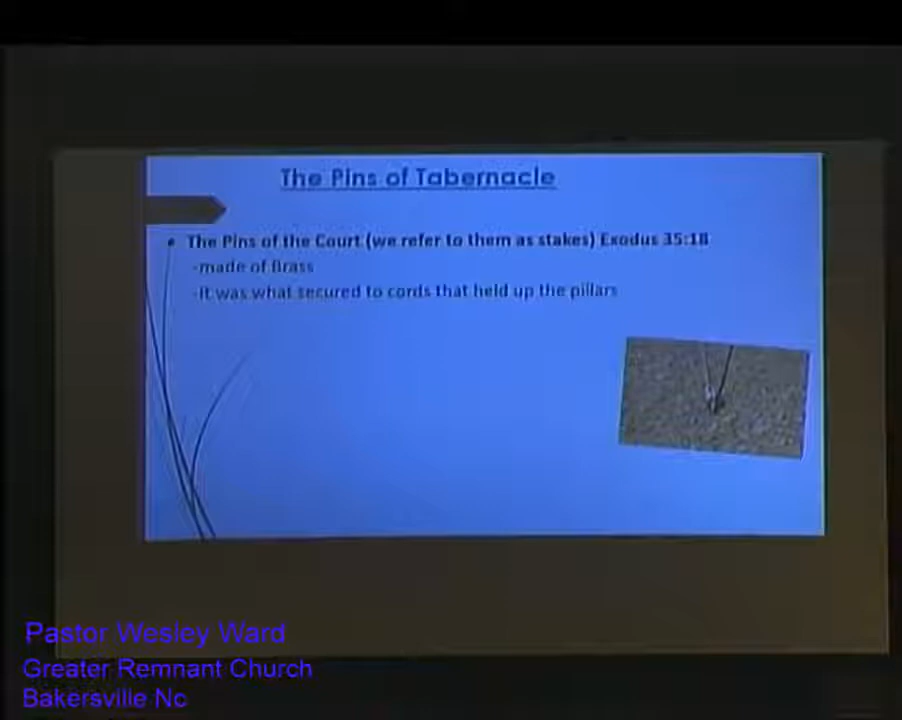 The Pins of Tabernacle
• The Pins of the Court (we refer to them as stakes) Exodus 35:18
-made of Brass
-It was what secured to cords that held up the pillars
Pastor Wesley Ward
Greater Remnant Church
Bakersville Nc